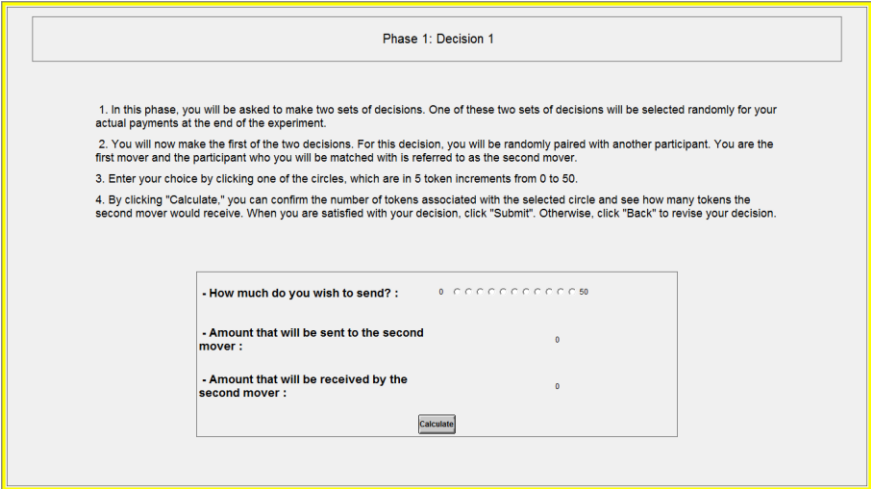 Phase 1: Decision 1
1. In this phase, you will be asked to make two sets of decisions. One of these two sets of decisions will be selected randomly for your
actual payments at the end of the experiment.
2. You will now make the first of the two decisions. For this decision, you will be randomly paired with another participant. You are the
first mover and the participant who you will be matched with is referred to as the second mover.
3. Enter your choice by clicking one of the circles, which are in 5 token increments from 0 to 50.
4. By clicking "Calculate," you can confirm the number of tokens associated with the selected circle and see how many tokens the
second mover would receive. When you are satisfied with your decision, click "Submit". Otherwise, click "Back" to revise your decision.
- How much do you wish to send? : 0 50
- Amount that will be sent to the second
mover : 0
- Amount that will be received by the
second mover : 0
Calculate